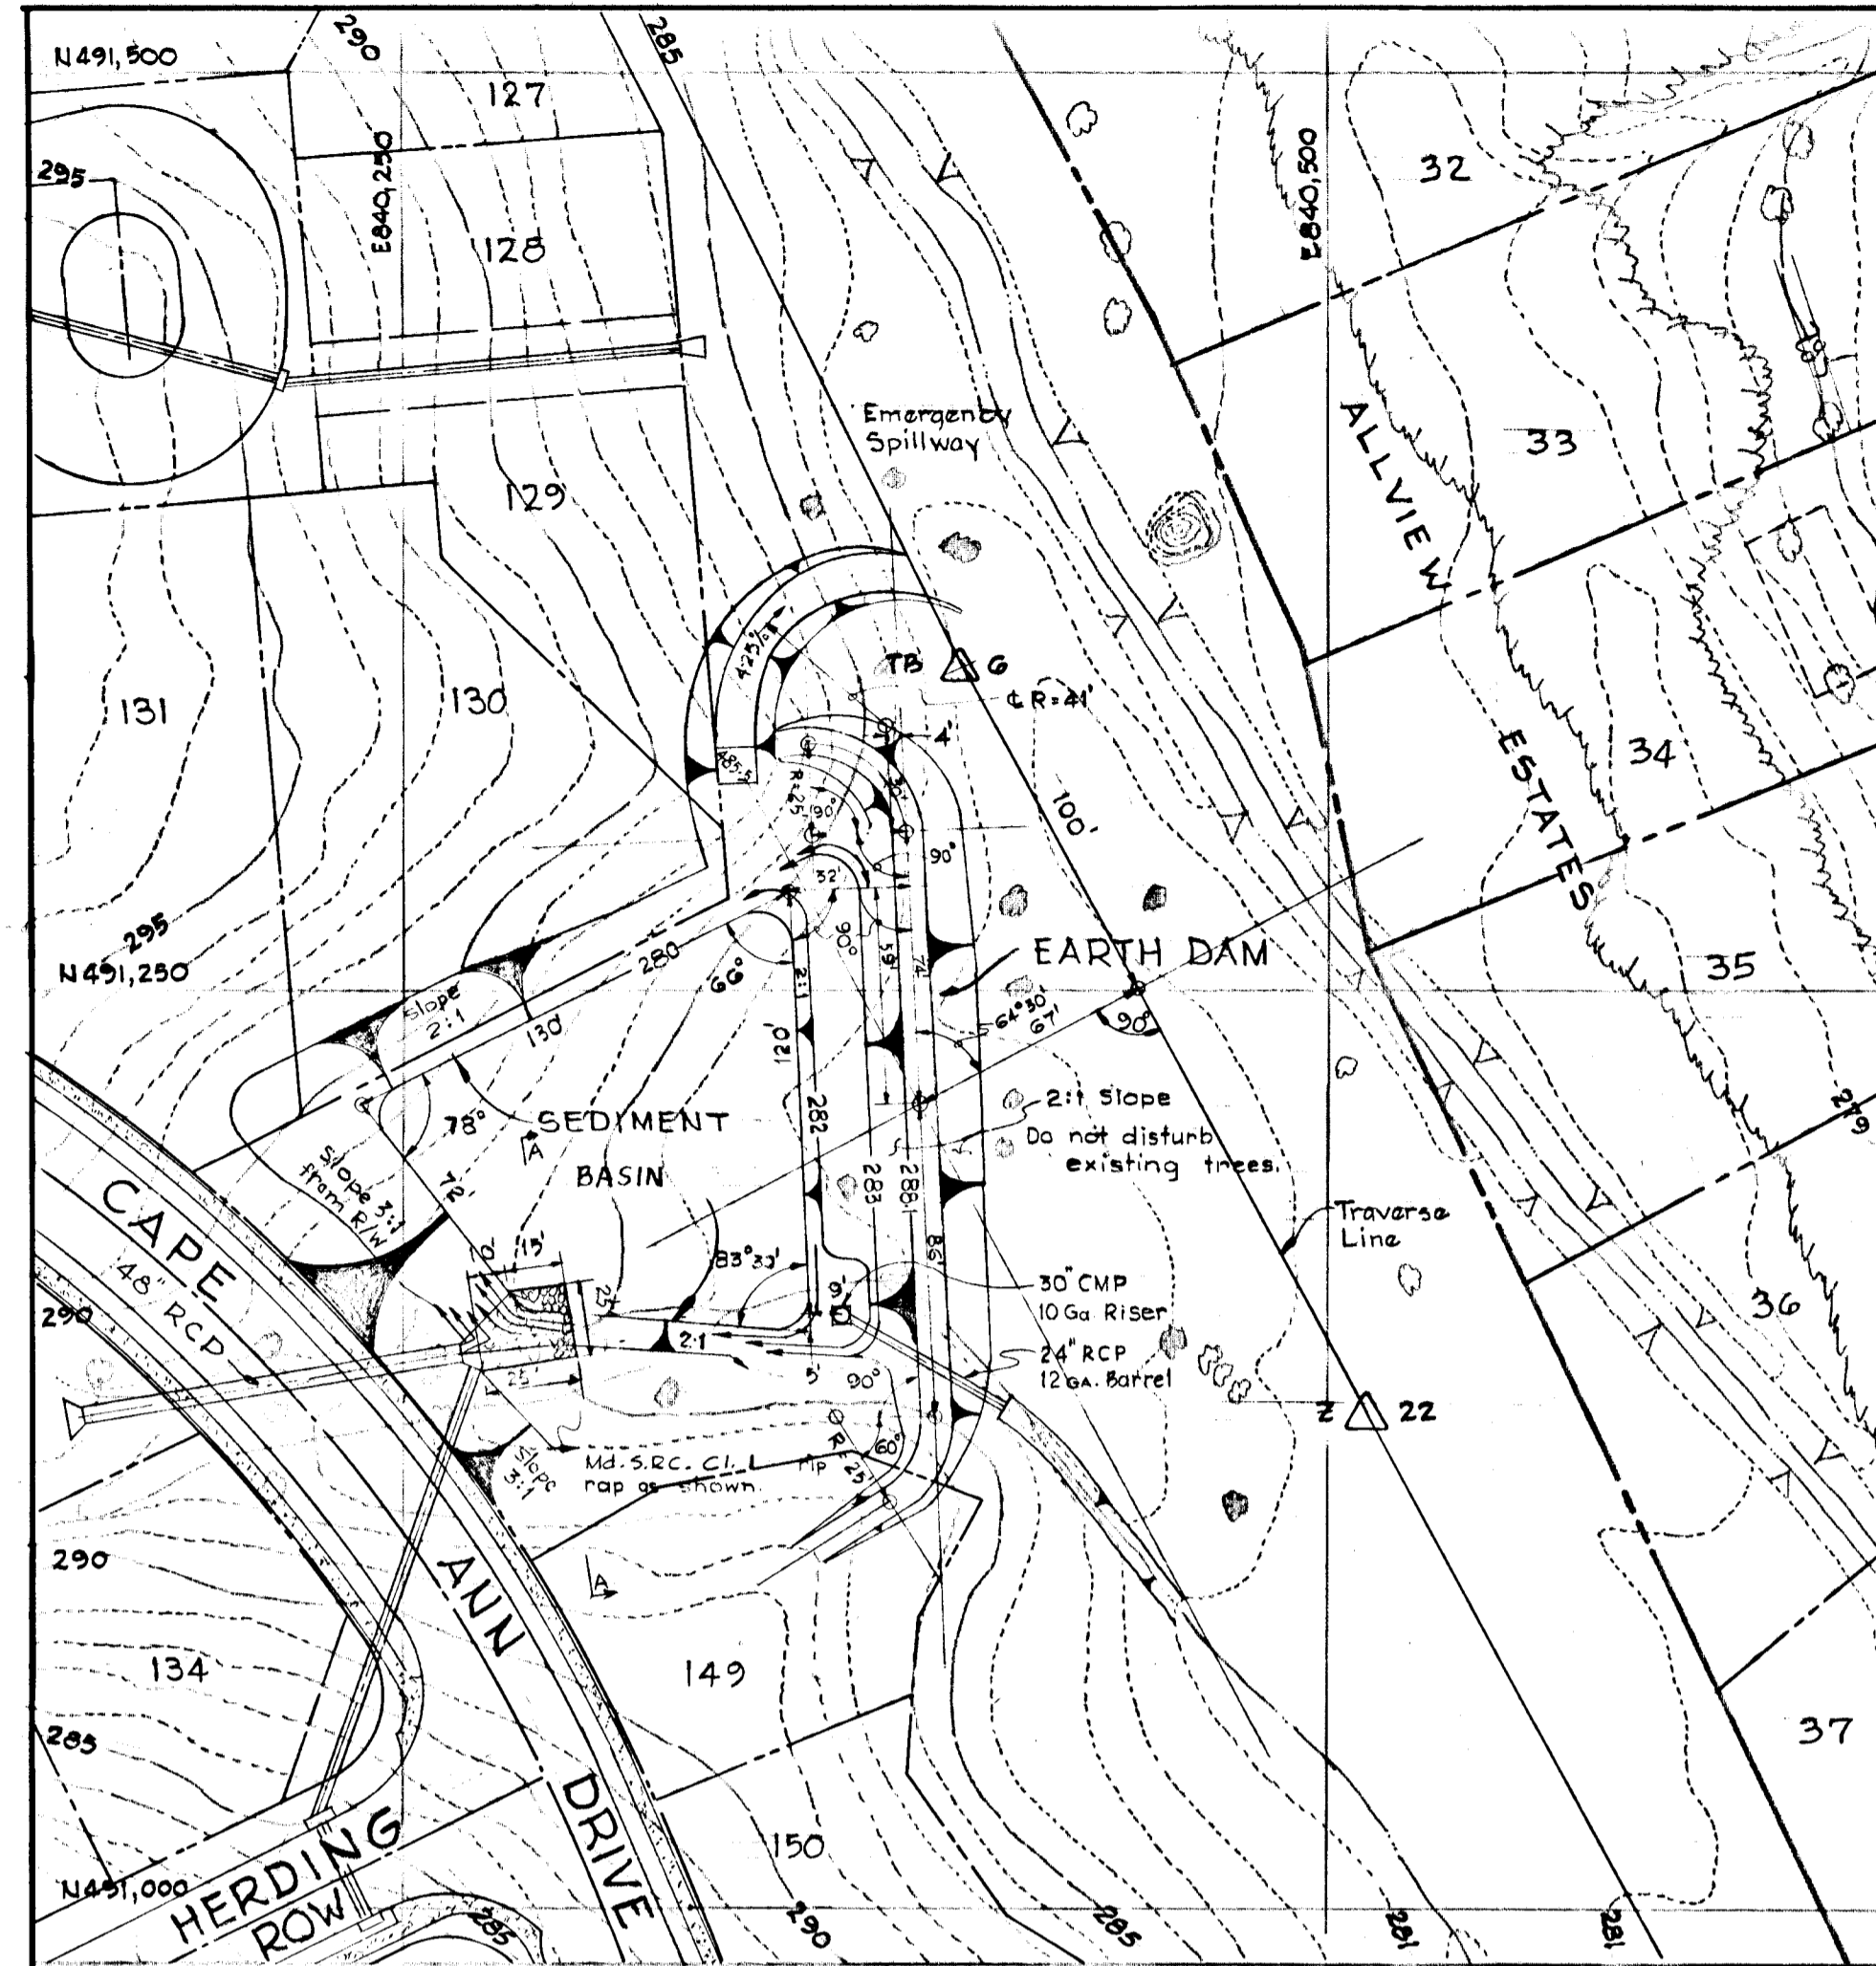 N491,500
290
285
127
E840,250
295
128
E840,500
32
Emergency
Spillway
ALLVIEW
33
129
TB 6
131
130
℄ R=41'
4'
ESTATES
34
R=25'
90°
100'
90°
32'
295
N491,250
280
66°
90°
2:1
59'
74'
EARTH DAM
35
Slope
2:1
130'
120'
64°30'
67'
90°
78°
SEDIMENT
BASIN
A
282
283
288.1
2:1 Slope
Do not disturb
existing trees.
279
Slope 3:1
from R/W
72'
Traverse
Line
CAPE
48" RCP
10'
15'
25'
83°30'
9'
86'
30" CMP
10 Ga. Riser
36
290
2:1
24" RCP
12 GA. Barrel
25'
5'
90°
22
Slope
3:1
Md. S.R.C. Cl. I rip
rap as shown.
R=25'
60°
290
ANN
A
134
149
285
37
DRIVE
150
N491,000
HERDING
ROW
285
290
285
281
281